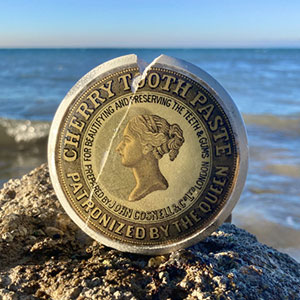 CHERRY TOOTH PASTE
PATRONIZED BY THE QUEEN
FOR BEAUTIFYING AND PRESERVING THE TEETH & GUMS
PREPARED BY JOHN COSNELL & Co. LONDON